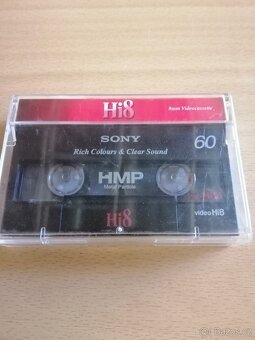 Hi8
8mm Videocassette
SONY
60
Rich Colours & Clear Sound
HMP
Metal Particle
Hi8
video Hi8